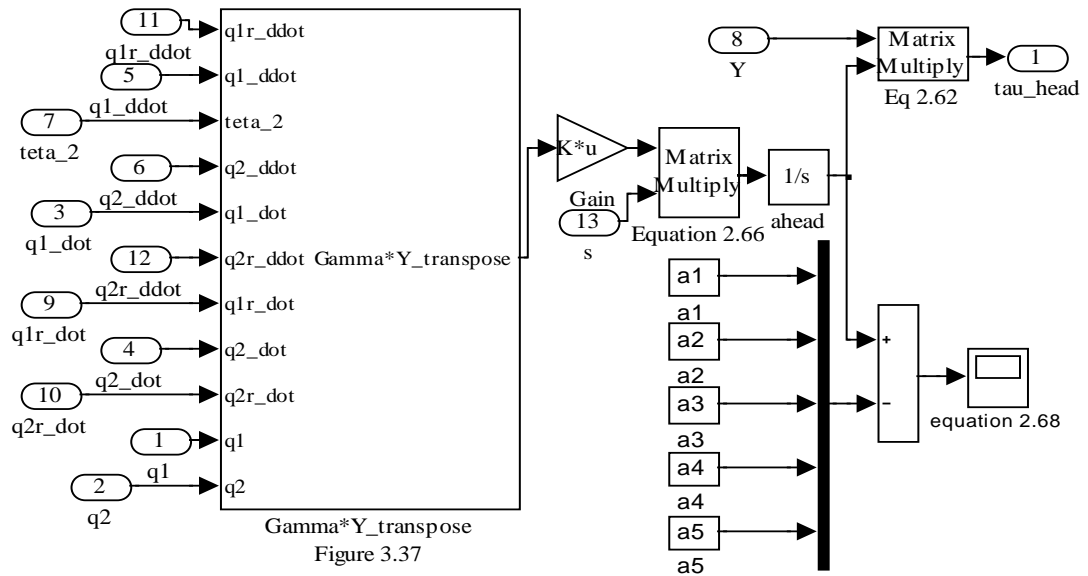 11
q1r_ddot
q1r_ddot
5
q1_ddot
q1_ddot
7
teta_2
teta_2
6
q2_ddot
q2_ddot
3
q1_dot
q1_dot
12
q2r_ddot
q2r_ddot
9
q1r_dot
q1r_dot
4
q2_dot
q2_dot
10
q2r_dot
q2r_dot
1
q1
q1
2
q2
q2
Gamma*Y_transpose
Gamma*Y_transpose
Figure 3.37
K*u
Gain
13
s
Matrix
Multiply
Equation 2.66
1/s
ahead
8
Y
Matrix
Multiply
Eq 2.62
1
tau_head
a1
a1
a2
a2
a3
a3
a4
a4
a5
a5
+
−
equation 2.68